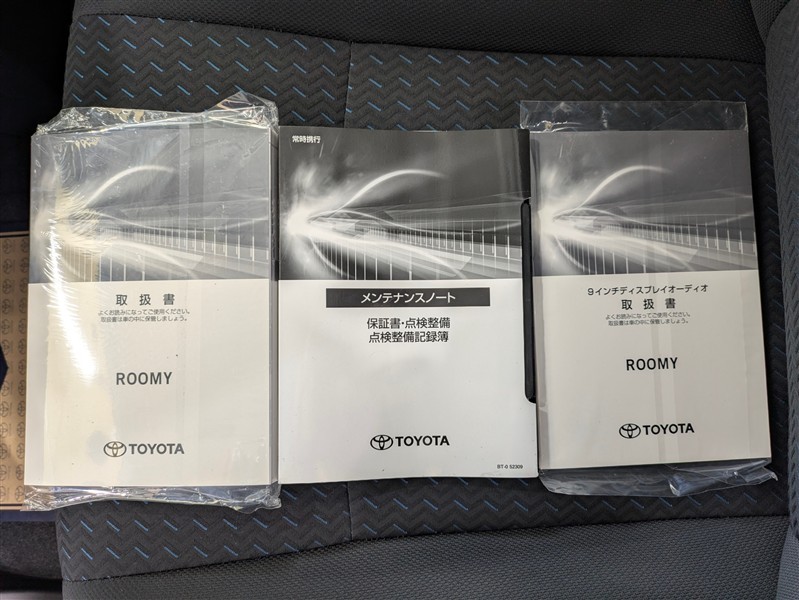 取扱書
よくお読みになってご使用ください。
取扱書は車の中に保管しましょう。
ROOMY
TOYOTA
常時携行
メンテナンスノート
保証書・点検整備
点検整備記録簿
TOYOTA
BT-0 52309
9インチディスプレイオーディオ
取扱書
よくお読みになってご使用ください。
取扱書は車の中に保管しましょう。
ROOMY
TOYOTA